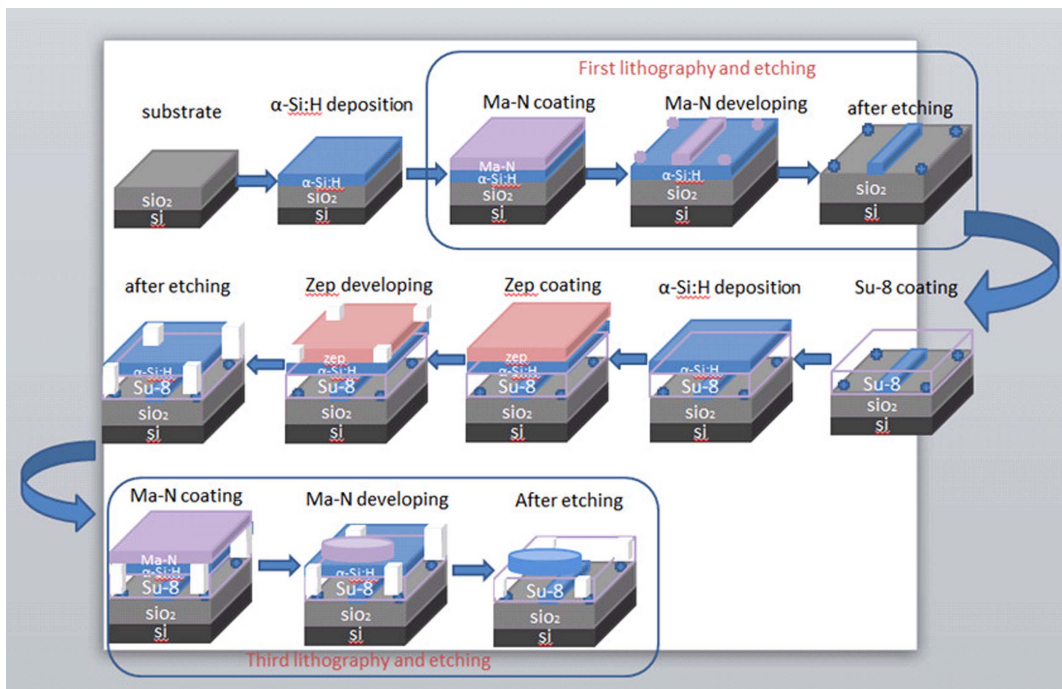 First lithography and etching
substrate
α-Si:H deposition
Ma-N coating
Ma-N developing
after etching
sio₂
si
α-Si:H
sio₂
si
Ma-N
α-Si:H
sio₂
si
α-Si:H
sio₂
si
sio₂
si
after etching
Zep developing
Zep coating
α-Si:H deposition
Su-8 coating
α-Si:H
Su-8
sio₂
si
zep
α-Si:H
Su-8
sio₂
si
zep
α-Si:H
Su-8
sio₂
si
α-Si:H
Su-8
sio₂
si
Su-8
sio₂
si
Ma-N coating
Ma-N developing
After etching
Ma-N
α-Si:H
Su-8
sio₂
si
α-Si:H
Su-8
sio₂
si
Su-8
sio₂
si
Third lithography and etching